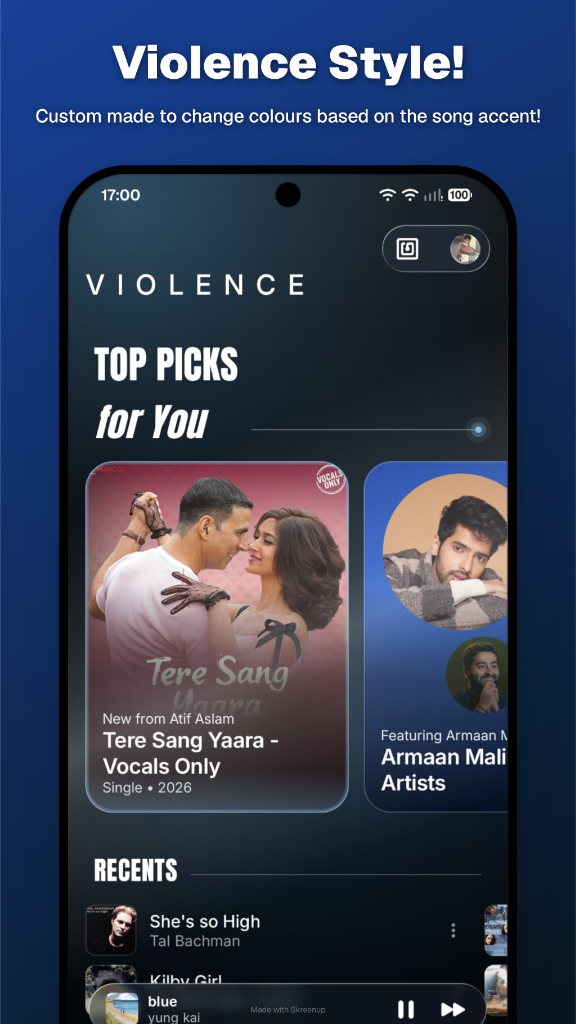 Violence Style!
Custom made to change colours based on the song accent!
17:00
100
VIOLENCE
TOP PICKS
for You
VOCALS
ONLY
Tere Sang
Yaara
New from Atif Aslam
Tere Sang Yaara -
Vocals Only
Single • 2026
Featuring Armaan M
Armaan Mali
Artists
RECENTS
She's so High
Tal Bachman
Kilby Girl
blue
yung kai
Made with Skreenup